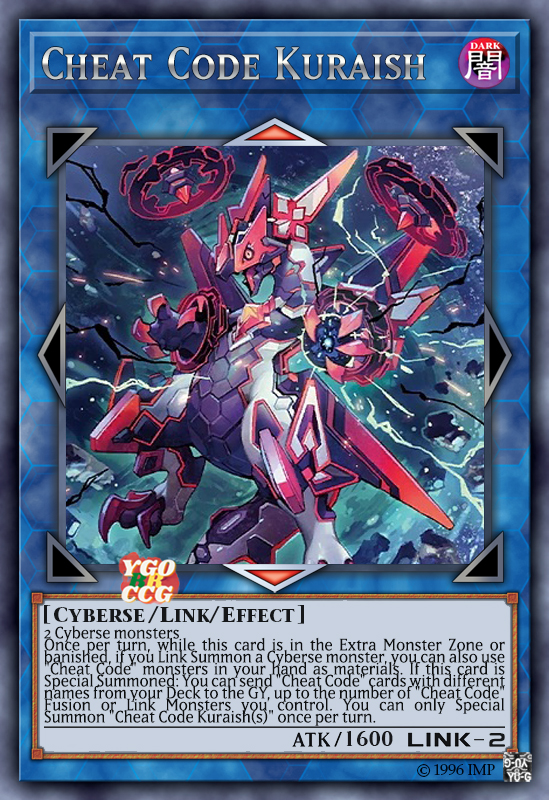 CHEAT CODE KURAISH
DARK
闇
YGO
RR
CCG
[CYBERSE/LINK/EFFECT]
2 Cyberse monsters
Once per turn, while this card is in the Extra Monster Zone or
banished, if you Link Summon a Cyberse monster, you can also use
"Cheat Code" monsters in your hand as materials. If this card is
Special Summoned: You can send "Cheat Code" cards with different
names from your Deck to the GY, up to the number of "Cheat Code"
Fusion or Link Monsters you control. You can only Special
Summon "Cheat Code Kuraish(s)" once per turn.
ATK/1600 LINK-2
© 1996 IMP